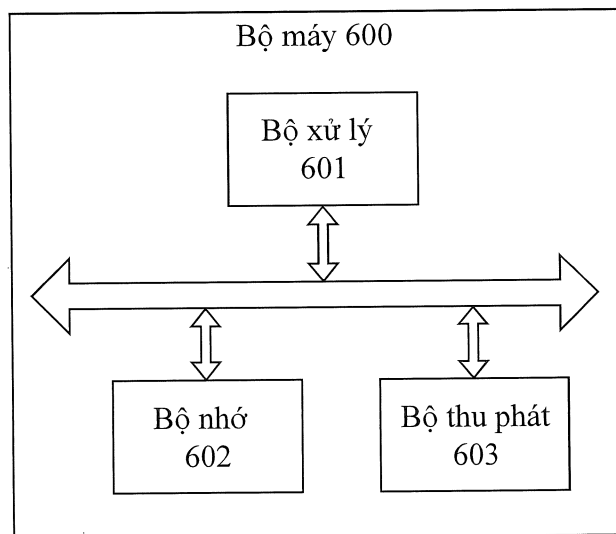 Bộ máy 600
Bộ xử lý
601
Bộ nhớ
602
Bộ thu phát
603